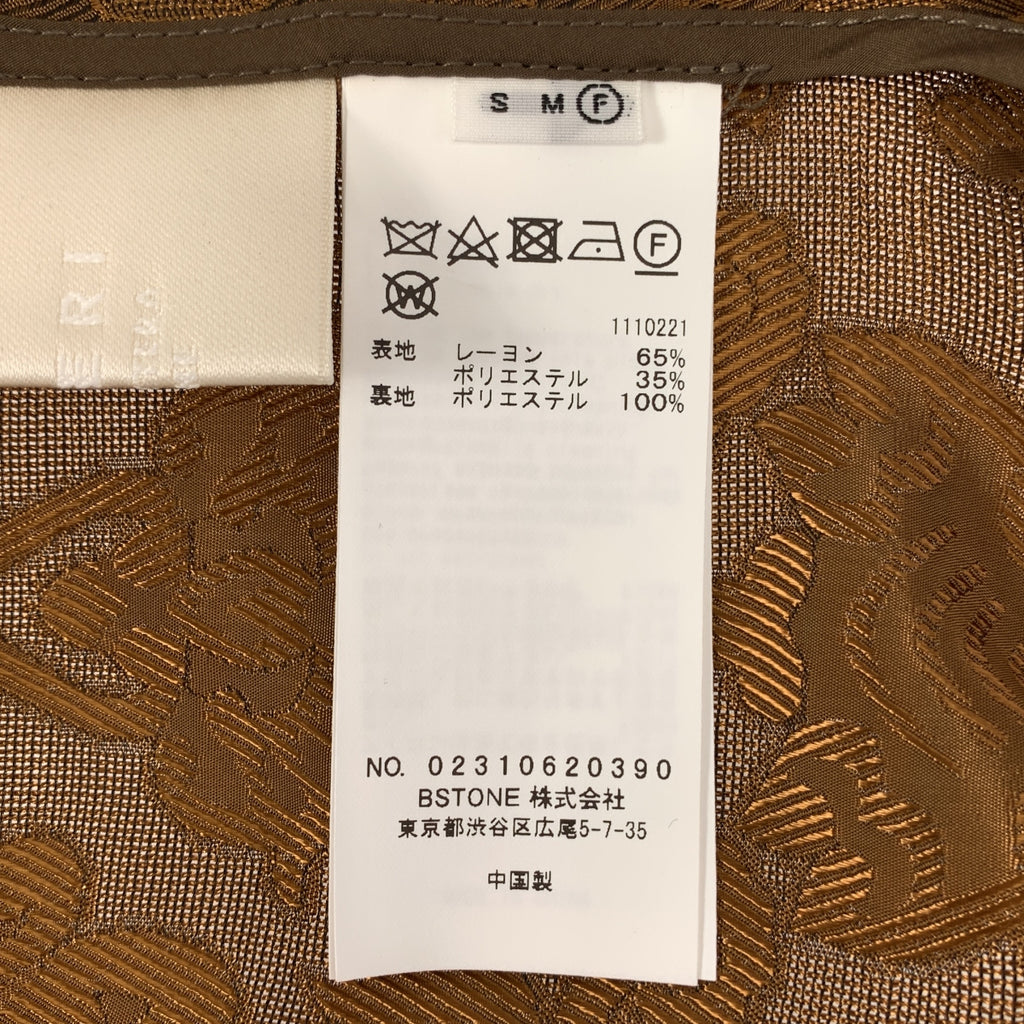 S M F
F
W
1110221
表地 レーヨン 65%
ポリエステル 35%
裏地 ポリエステル 100%
NO. 02310620390
BSTONE 株式会社
東京都渋谷区広尾5-7-35
中国製
ERI